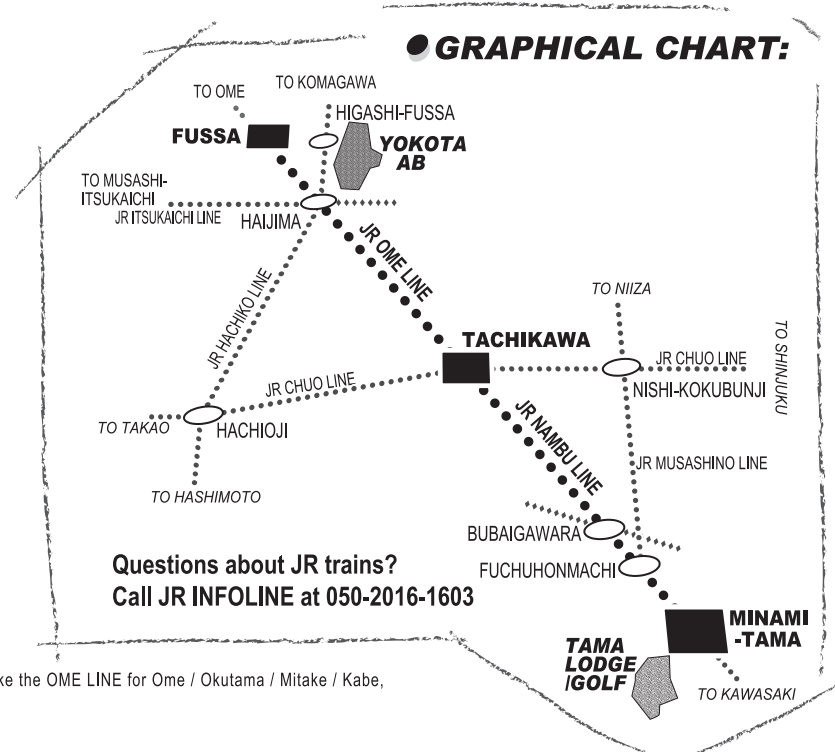 GRAPHICAL CHART:
TO KOMAGAWA
TO OME
HIGASHI-FUSSA
FUSSA
YOKOTA
AB
TO MUSASHI-
ITSUKAICHI
JR ITSUKAICHI LINE
HAIJIMA
JR OME LINE
JR HACHIKO LINE
TO NIIZA
TACHIKAWA
JR CHUO LINE
TO SHINJUKU
NISHI-KOKUBUNJI
JR CHUO LINE
TO TAKAO
HACHIOJI
JR NAMBU LINE
JR MUSASHINO LINE
TO HASHIMOTO
BUBAIGAWARA
FUCHUHONMACHI
Questions about JR trains?
Call JR INFOLINE at 050-2016-1603
MINAMI
-TAMA
TAMA
LODGE
/GOLF
TO KAWASAKI
ke the OME LINE for Ome / Okutama / Mitake / Kabe,